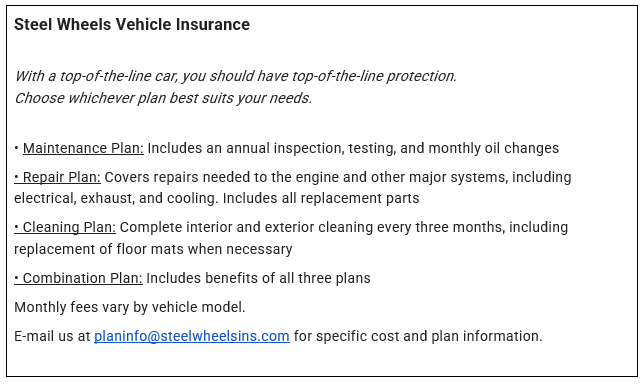 Steel Wheels Vehicle Insurance
With a top-of-the-line car, you should have top-of-the-line protection.
Choose whichever plan best suits your needs.
• Maintenance Plan: Includes an annual inspection, testing, and monthly oil changes
• Repair Plan: Covers repairs needed to the engine and other major systems, including
electrical, exhaust, and cooling. Includes all replacement parts
• Cleaning Plan: Complete interior and exterior cleaning every three months, including
replacement of floor mats when necessary
• Combination Plan: Includes benefits of all three plans
Monthly fees vary by vehicle model.
E-mail us at planinfo@steelwheelsins.com for specific cost and plan information.